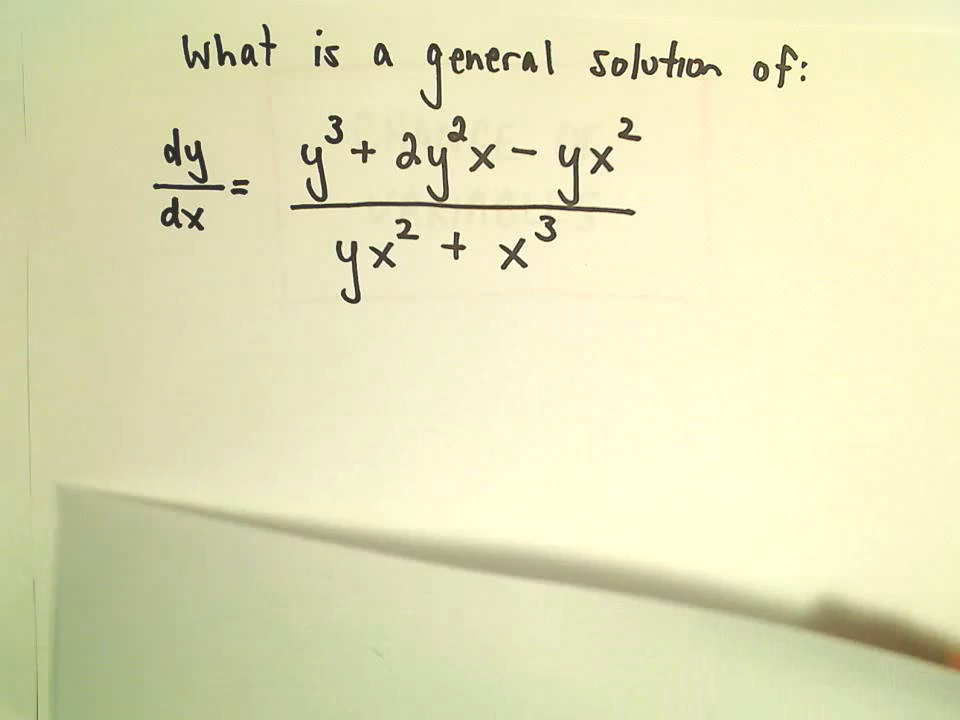 What is a general solution of:
dy/dx = (y³ + 2y²x − yx²)/(yx² + x³)